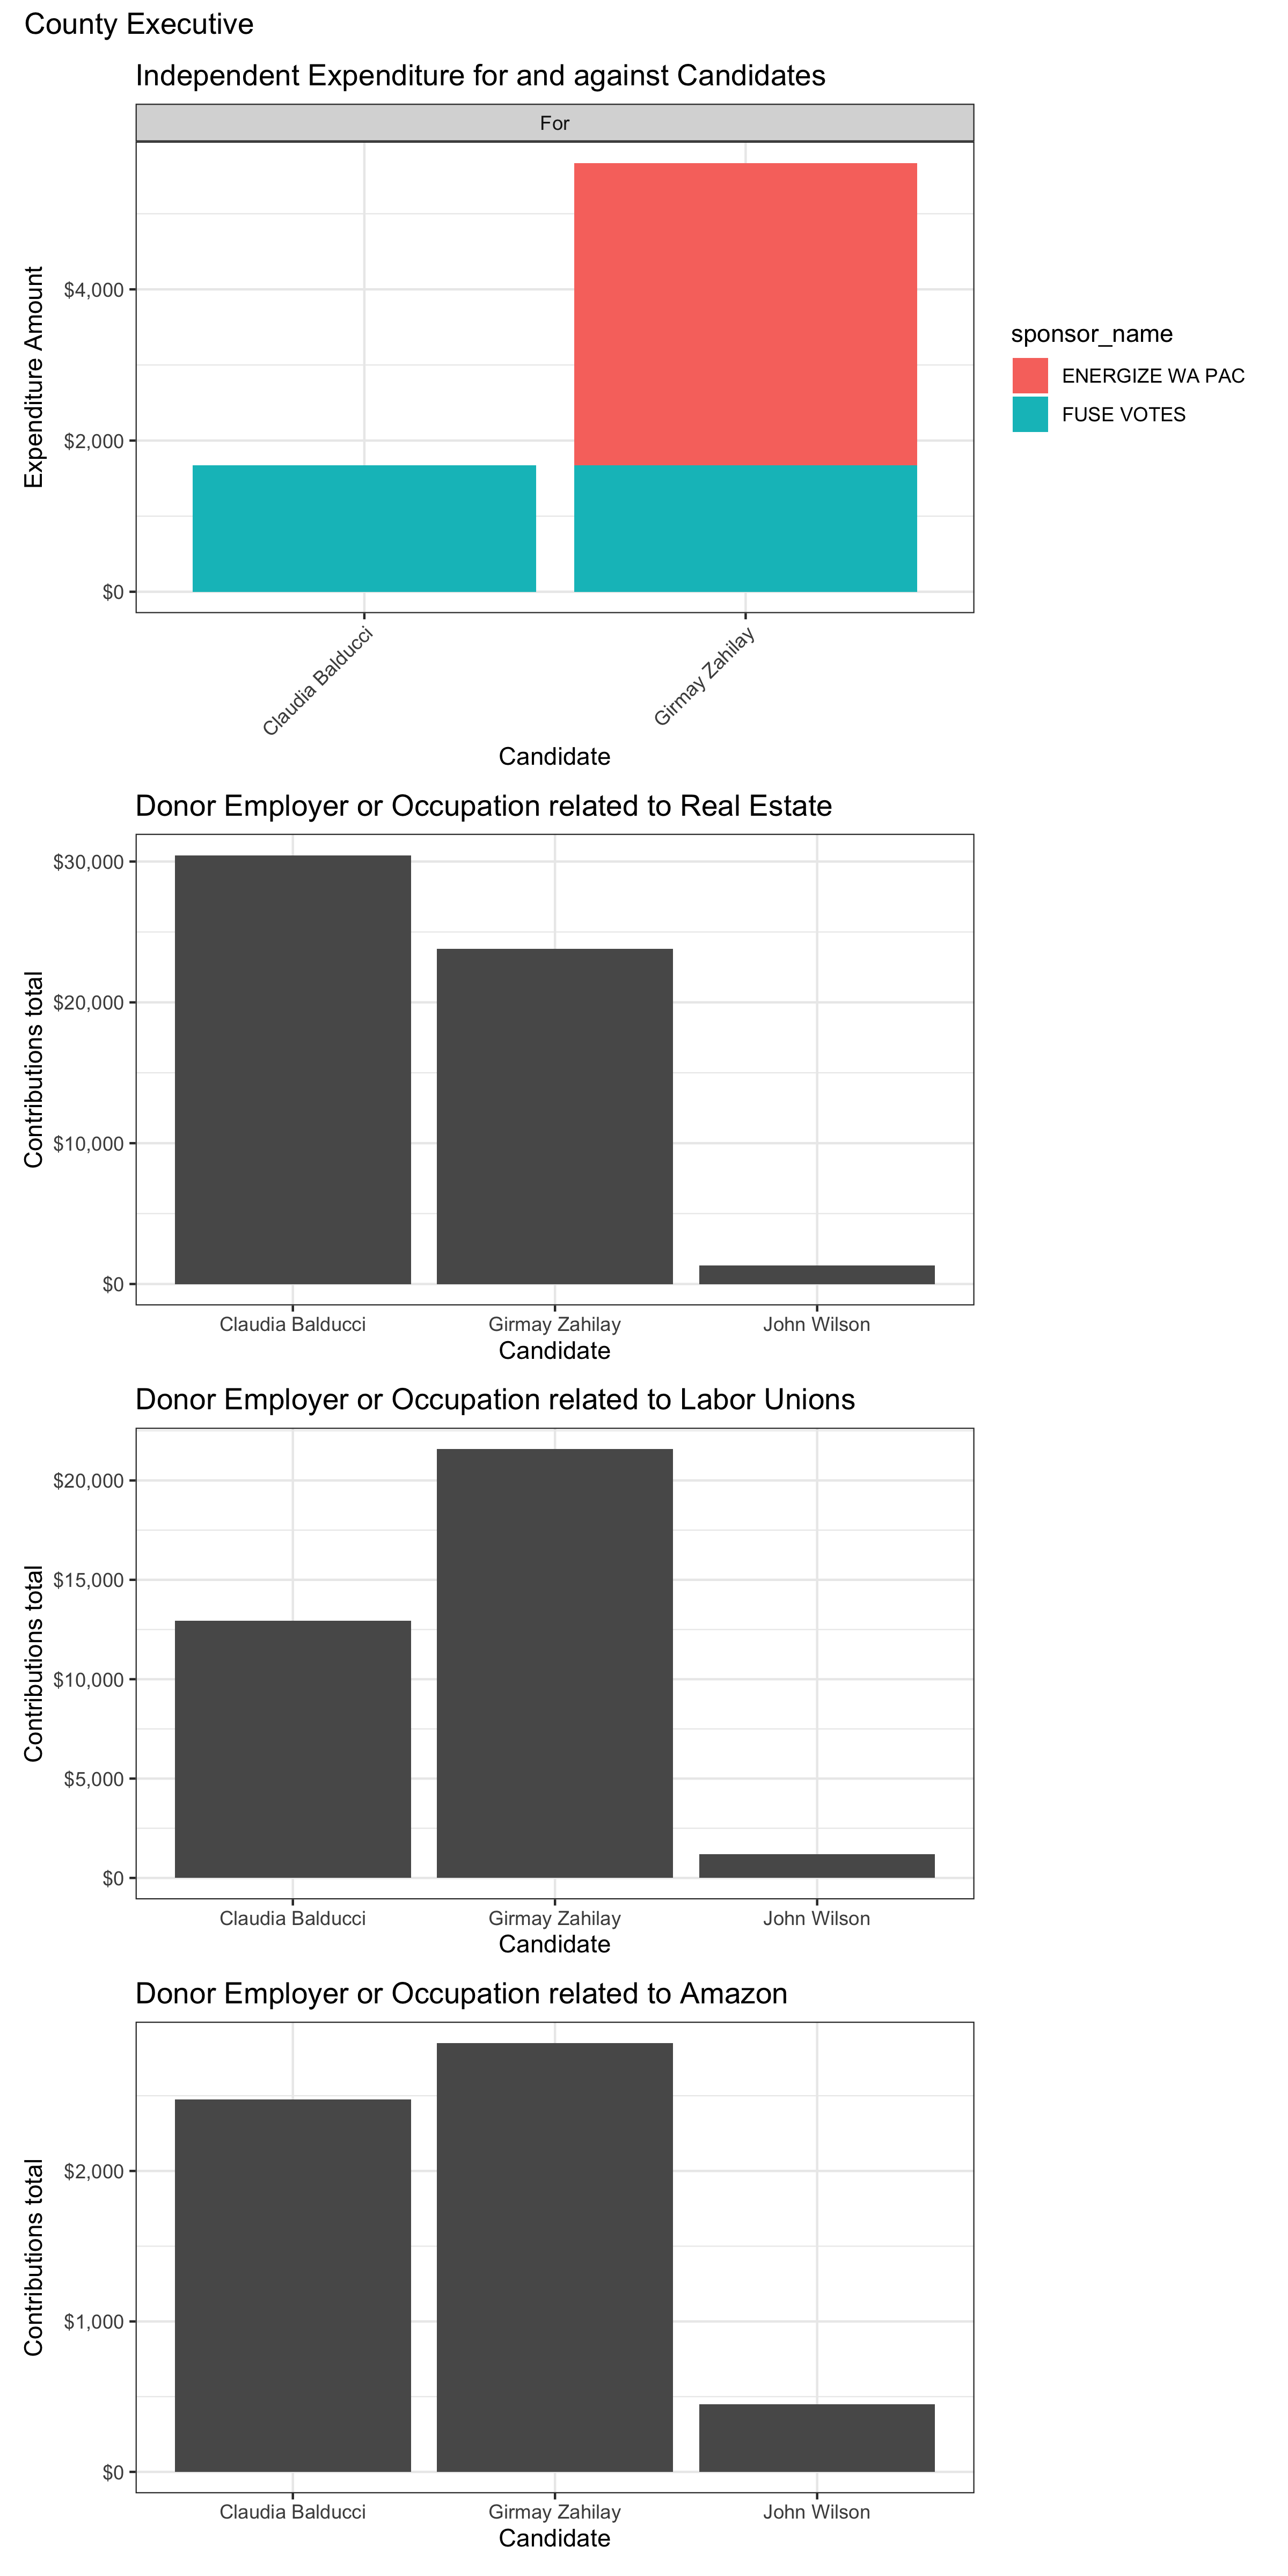 County Executive
Independent Expenditure for and against Candidates
For
Expenditure Amount
$4,000
$2,000
$0
Claudia Balducci
Girmay Zahilay
Candidate
sponsor_name
ENERGIZE WA PAC
FUSE VOTES
Donor Employer or Occupation related to Real Estate
Contributions total
$30,000
$20,000
$10,000
$0
Claudia Balducci
Girmay Zahilay
John Wilson
Candidate
Donor Employer or Occupation related to Labor Unions
Contributions total
$20,000
$15,000
$10,000
$5,000
$0
Claudia Balducci
Girmay Zahilay
John Wilson
Candidate
Donor Employer or Occupation related to Amazon
Contributions total
$2,000
$1,000
$0
Claudia Balducci
Girmay Zahilay
John Wilson
Candidate